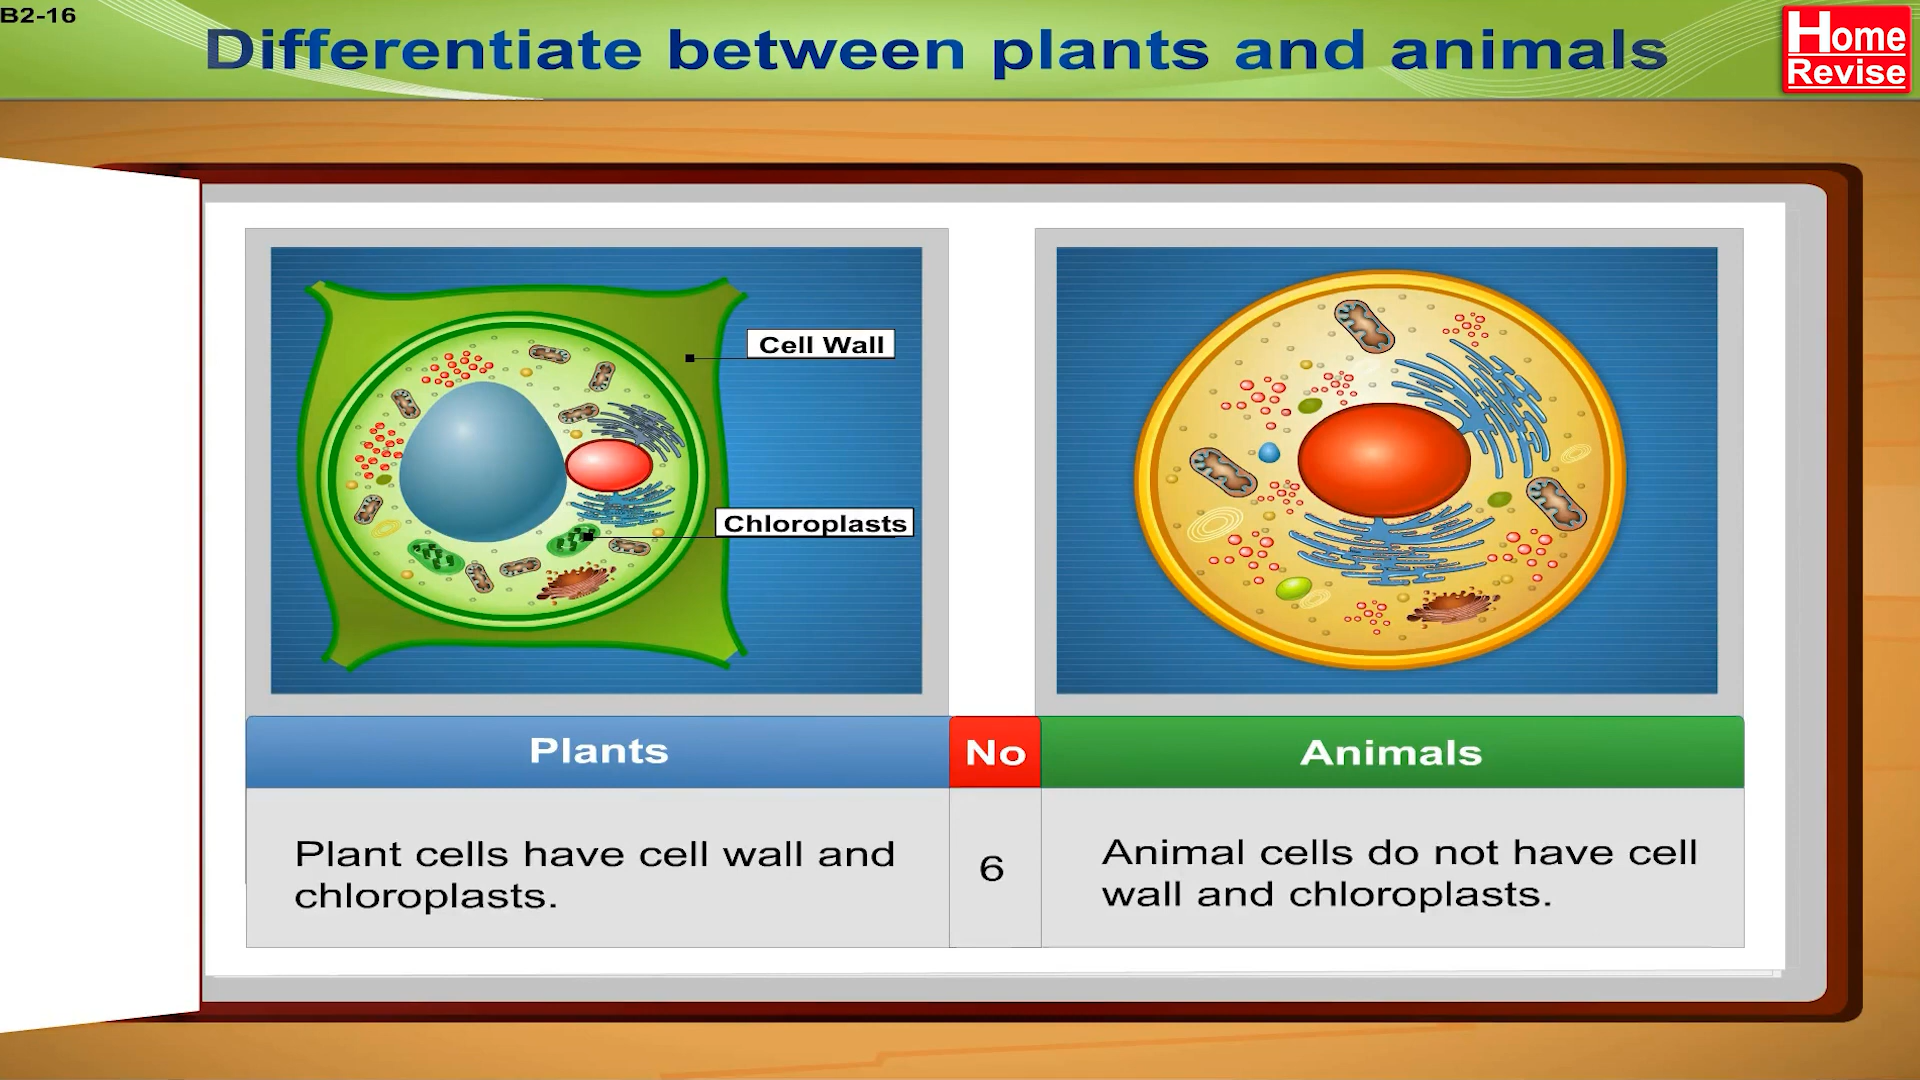 B2-16
Differentiate between plants and animals
Home
Revise
Cell Wall
Chloroplasts
Plants
No
Animals
Plant cells have cell wall and
chloroplasts.
6
Animal cells do not have cell
wall and chloroplasts.